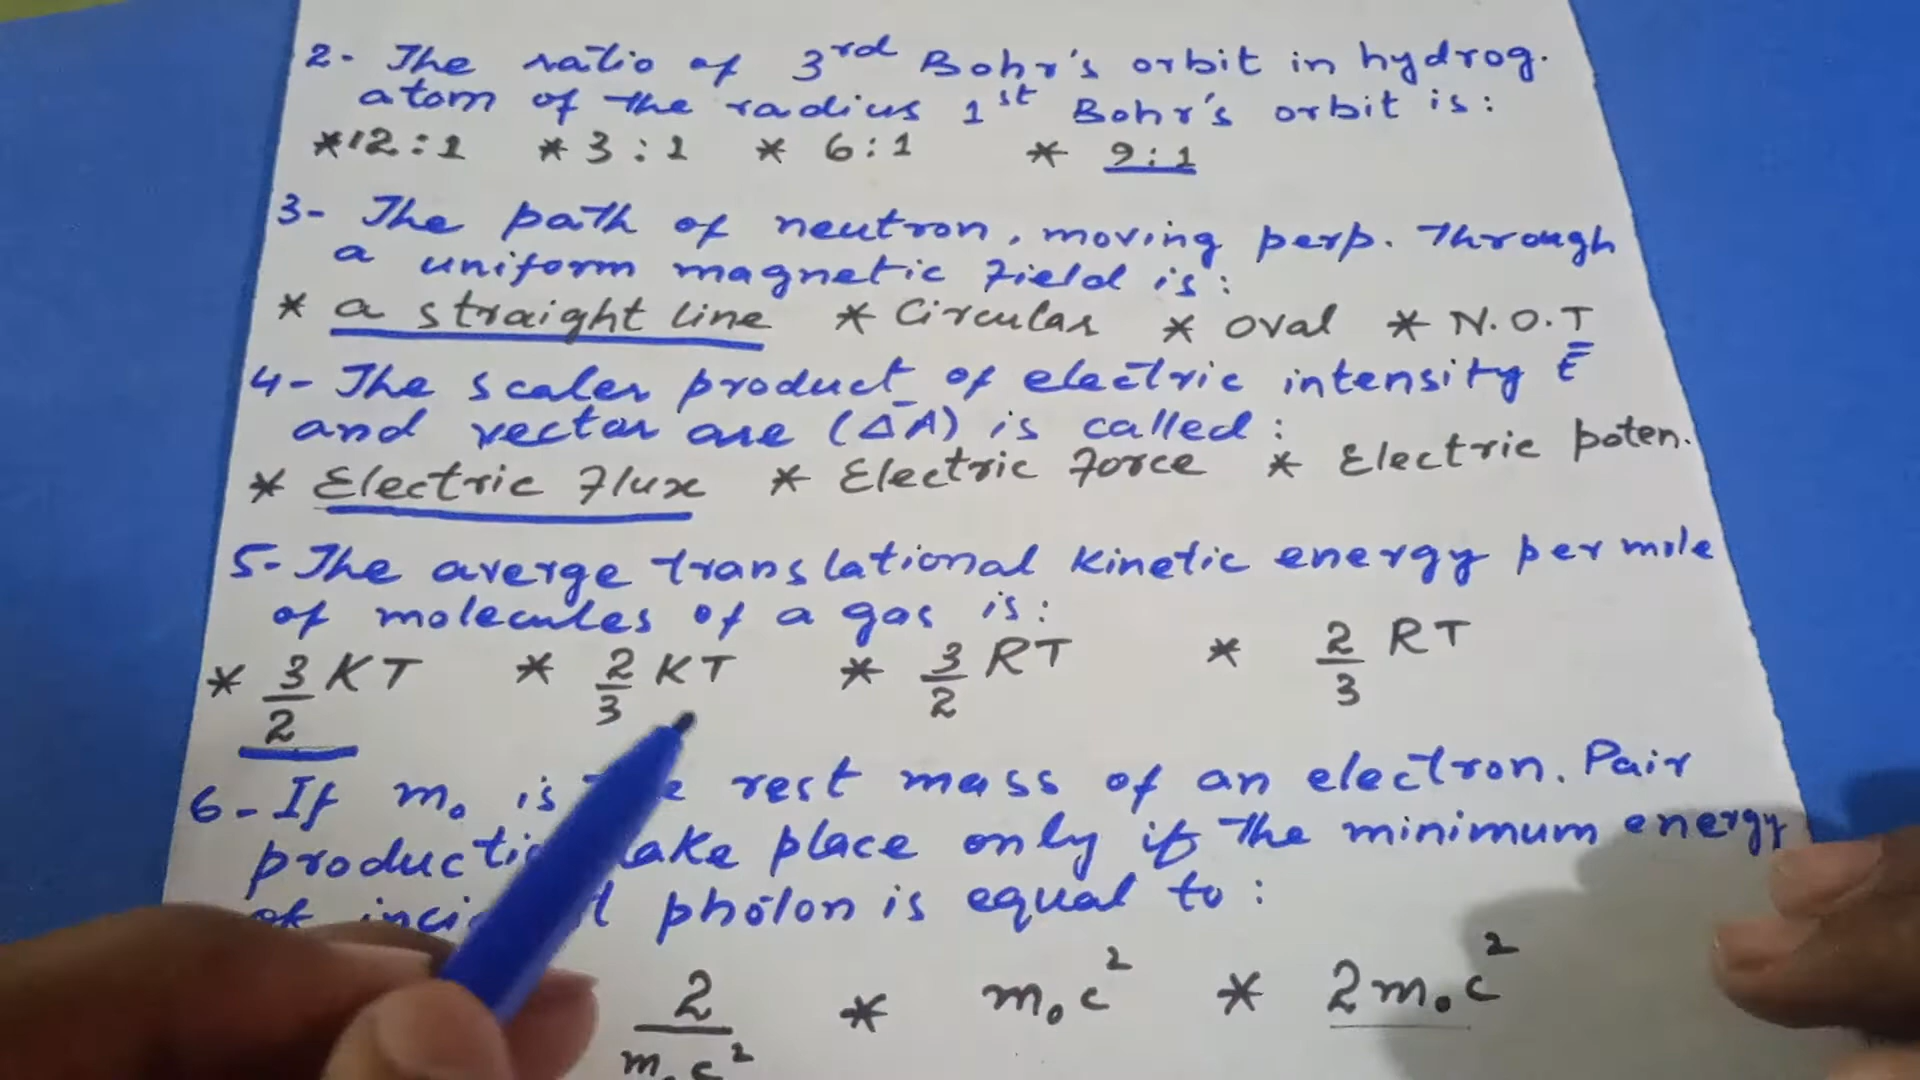 2- The ratio of 3rd Bohr's orbit in hydrog.
atom of the radius 1st Bohr's orbit is:
* 12:1 * 3:1 * 6:1 * 9:1
3- The path of neutron, moving perp. through
a uniform magnetic field is:
* a straight line * Circular * oval * N.O.T
4- The scaler product of electric intensity E̅
and vector are (ΔA̅) is called:
* Electric Flux * Electric Force * Electric poten.
5- The averge translational kinetic energy per mole
of molecules of a gas is:
* 3/2 KT * 2/3 KT * 3/2 RT * 2/3 RT
6- If m₀ is rest mass of an electron. Pair
take place only if the minimum energy
of photon is equal to:
2/m₀c² * m₀c² * 2m₀c²